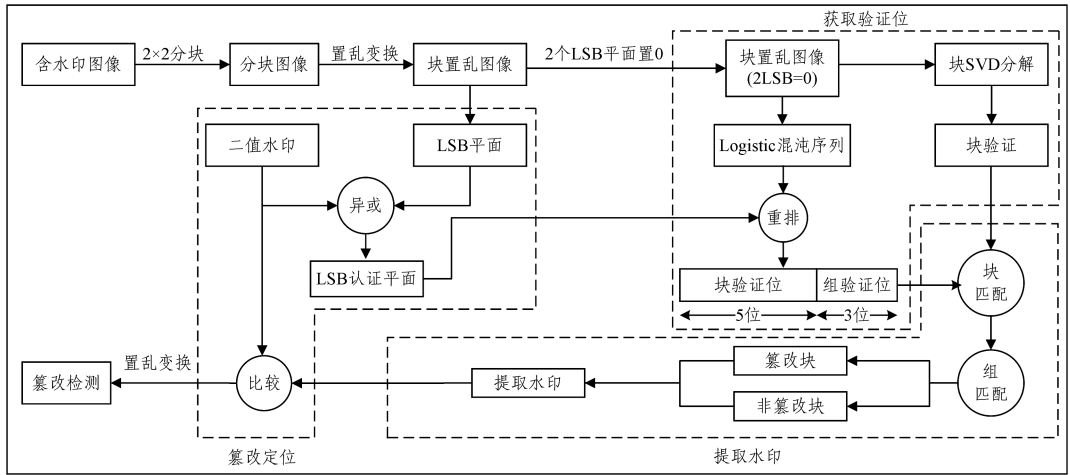 获取验证位
含水印图像
2×2分块
分块图像
置乱变换
块置乱图像
2个LSB平面置0
块置乱图像
(2LSB=0)
块SVD分解
二值水印
LSB平面
Logistic混沌序列
块验证
异或
重排
LSB认证平面
块验证位
组验证位
5位
3位
块
匹配
组
匹配
篡改块
非篡改块
提取水印
比较
置乱变换
篡改检测
篡改定位
提取水印